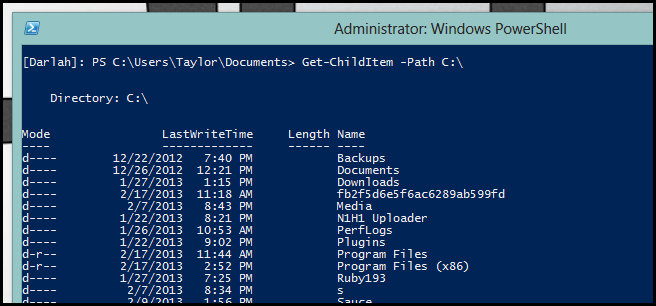 Administrator: Windows PowerShell
[Darlah]: PS C:\Users\Taylor\Documents> Get-ChildItem -Path C:\
Directory: C:\
Mode LastWriteTime Length Name
---- ------------- ------ ----
d---- 12/22/2012 7:40 PM Backups
d---- 12/26/2012 12:21 PM Documents
d---- 1/27/2013 1:15 PM Downloads
d---- 2/17/2013 11:18 AM fb2f5d6e5f6ac6289ab599fd
d---- 2/7/2013 8:43 PM Media
d---- 1/22/2013 8:21 PM N1H1 Uploader
d---- 1/26/2013 10:53 AM PerfLogs
d---- 1/22/2013 9:02 PM Plugins
d-r-- 2/17/2013 11:44 AM Program Files
d-r-- 2/17/2013 2:52 PM Program Files (x86)
d---- 1/27/2013 7:25 PM Ruby193
d---- 2/7/2013 8:34 PM s
d---- 2/9/2013 1:56 PM Sauce